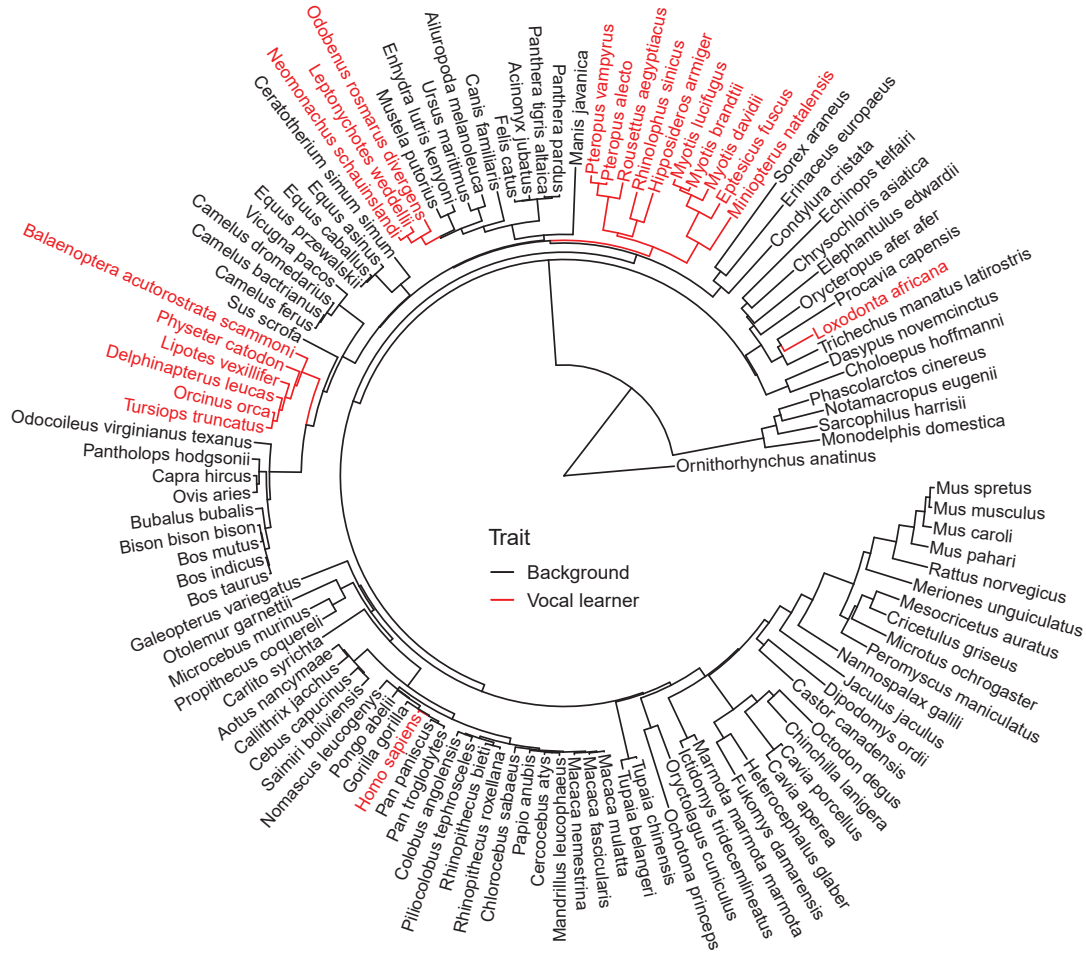 Balaenoptera acutorostrata scammoni
Physeter catodon
Lipotes vexillifer
Delphinapterus leucas
Orcinus orca
Tursiops truncatus
Sus scrofa
Camelus ferus
Camelus bactrianus
Camelus dromedarius
Vicugna pacos
Equus przewalskii
Equus caballus
Equus asinus
Ceratotherium simum simum
Neomonachus schauinslandi
Leptonychotes weddellii
Odobenus rosmarus divergens
Mustela putorius
Enhydra lutris kenyoni
Ursus maritimus
Ailuropoda melanoleuca
Canis familiaris
Felis catus
Acinonyx jubatus
Panthera tigris altaica
Panthera pardus
Manis javanica
Pteropus vampyrus
Pteropus alecto
Rousettus aegyptiacus
Rhinolophus sinicus
Hipposideros armiger
Myotis lucifugus
Myotis brandtii
Myotis davidii
Eptesicus fuscus
Miniopterus natalensis
Sorex araneus
Erinaceus europaeus
Condylura cristata
Echinops telfairi
Chrysochloris asiatica
Elephantulus edwardii
Orycteropus afer afer
Procavia capensis
Loxodonta africana
Trichechus manatus latirostris
Dasypus novemcinctus
Choloepus hoffmanni
Phascolarctos cinereus
Notamacropus eugenii
Sarcophilus harrisii
Monodelphis domestica
Ornithorhynchus anatinus
Trait
Background
Vocal learner
Mus spretus
Mus musculus
Mus caroli
Mus pahari
Rattus norvegicus
Meriones unguiculatus
Mesocricetus auratus
Cricetulus griseus
Microtus ochrogaster
Peromyscus maniculatus
Nannospalax galili
Jaculus jaculus
Dipodomys ordii
Castor canadensis
Octodon degus
Chinchilla lanigera
Cavia porcellus
Cavia aperea
Heterocephalus glaber
Fukomys damarensis
Marmota marmota marmota
Ictidomys tridecemlineatus
Oryctolagus cuniculus
Ochotona princeps
Tupaia chinensis
Tupaia belangeri
Macaca mulatta
Macaca fascicularis
Macaca nemestrina
Mandrillus leucophaeus
Cercocebus atys
Papio anubis
Chlorocebus sabaeus
Rhinopithecus roxellana
Rhinopithecus bieti
Piliocolobus tephrosceles
Colobus angolensis
Pan troglodytes
Pan paniscus
Homo sapiens
Gorilla gorilla
Pongo abelii
Nomascus leucogenys
Saimiri boliviensis
Cebus capucinus
Callithrix jacchus
Aotus nancymaae
Carlito syrichta
Propithecus coquereli
Microcebus murinus
Otolemur garnettii
Galeopterus variegatus
Bos taurus
Bos indicus
Bos mutus
Bison bison bison
Bubalus bubalis
Ovis aries
Capra hircus
Pantholops hodgsonii
Odocoileus virginianus texanus